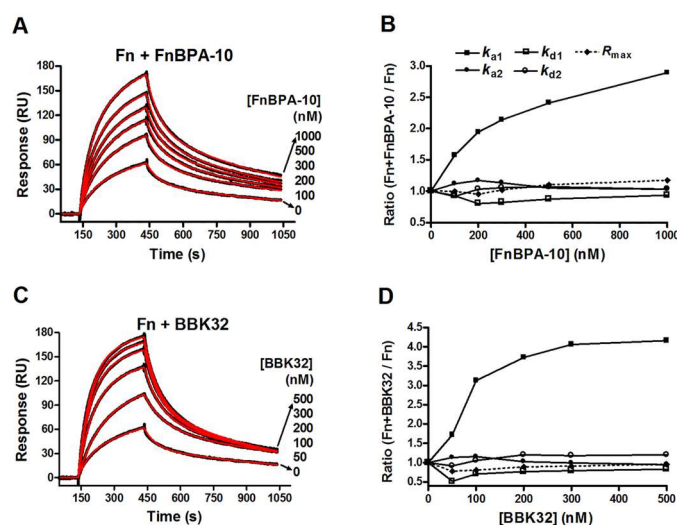 A
Fn + FnBPA-10
Response (RU)
180
150
120
90
60
30
0
150 300 450 600 750 900 1050
Time (s)
[FnBPA-10]
(nM)
1000
500
300
200
100
0
B
ka1 kd1 Rmax
ka2 kd2
Ratio (Fn+FnBPA-10 / Fn)
3.0
2.5
2.0
1.5
1.0
0.5
0 200 400 600 800 1000
[FnBPA-10] (nM)
C
Fn + BBK32
Response (RU)
180
150
120
90
60
30
0
150 300 450 600 750 900 1050
Time (s)
[BBK32]
(nM)
500
300
200
100
50
0
D
Ratio (Fn+BBK32 / Fn)
4.5
4.0
3.5
3.0
2.5
2.0
1.5
1.0
0.5
0 100 200 300 400 500
[BBK32] (nM)